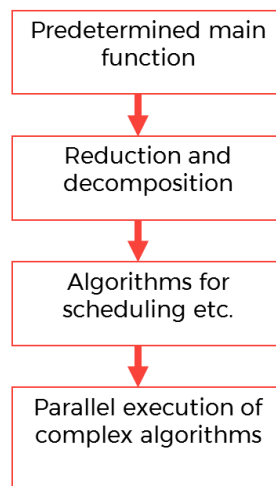 Predetermined main
function
Reduction and
decomposition
Algorithms for
scheduling etc.
Parallel execution of
complex algorithms